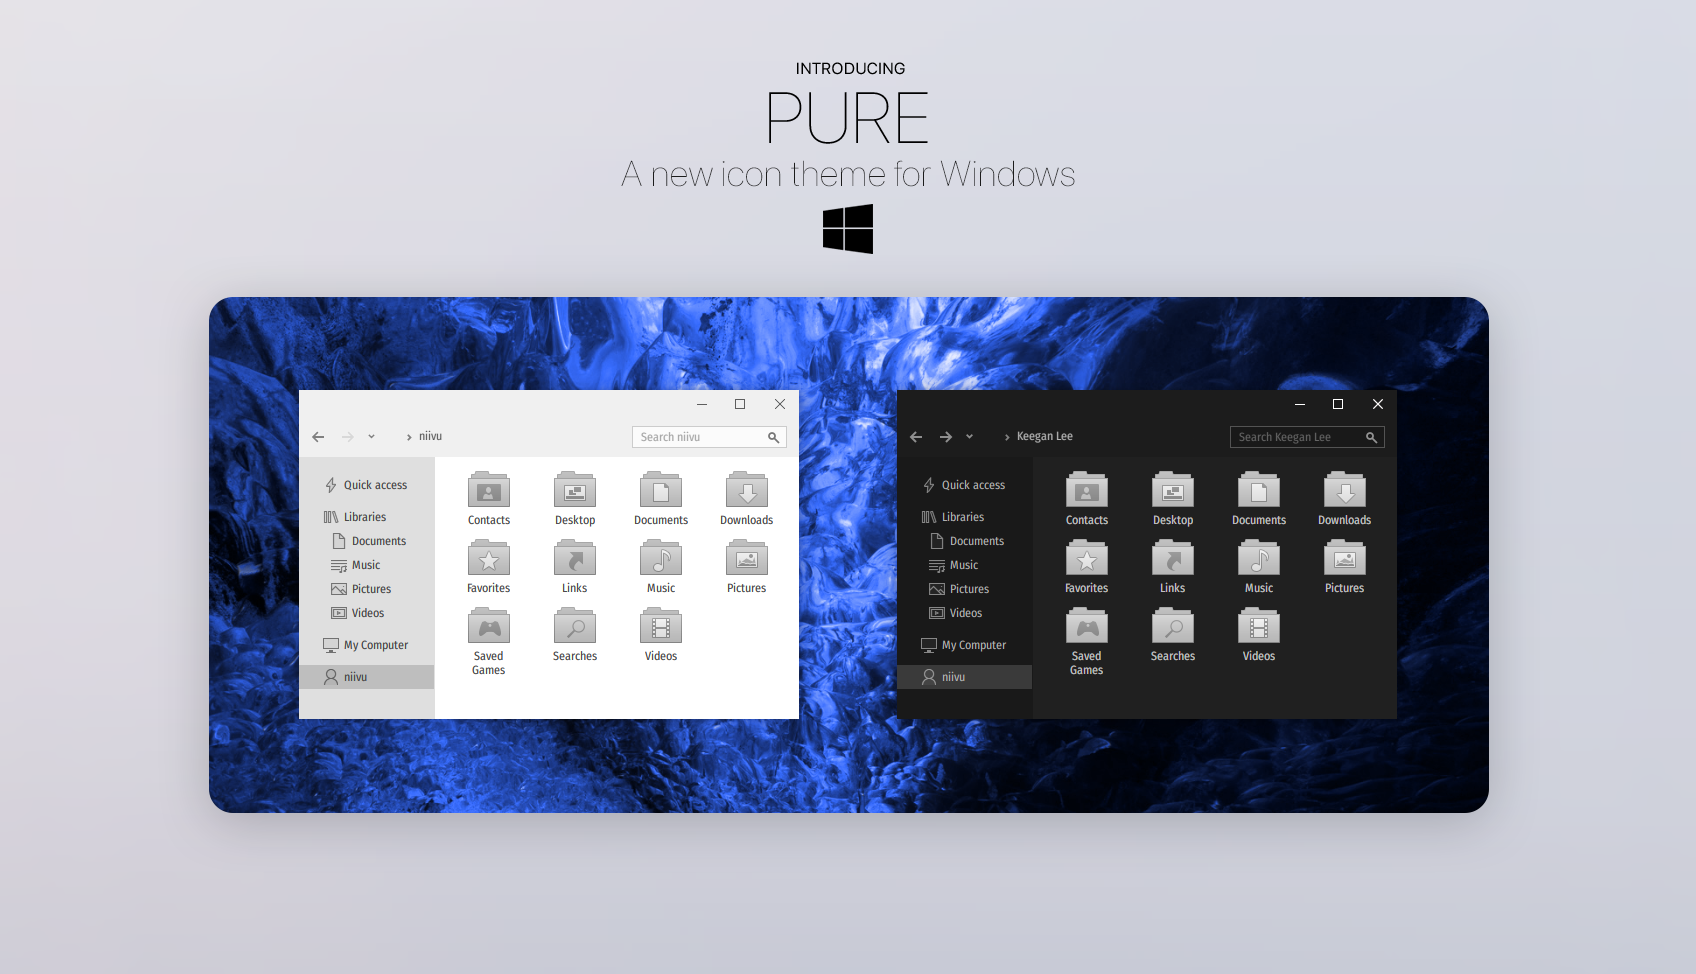 INTRODUCING
PURE
A new icon theme for Windows
niivu
Search niivu
Quick access
Libraries
Documents
Music
Pictures
Videos
My Computer
niivu
Contacts
Desktop
Documents
Downloads
Favorites
Links
Music
Pictures
Saved
Games
Searches
Videos
Keegan Lee
Search Keegan Lee
Quick access
Libraries
Documents
Music
Pictures
Videos
My Computer
niivu
Contacts
Desktop
Documents
Downloads
Favorites
Links
Music
Pictures
Saved
Games
Searches
Videos